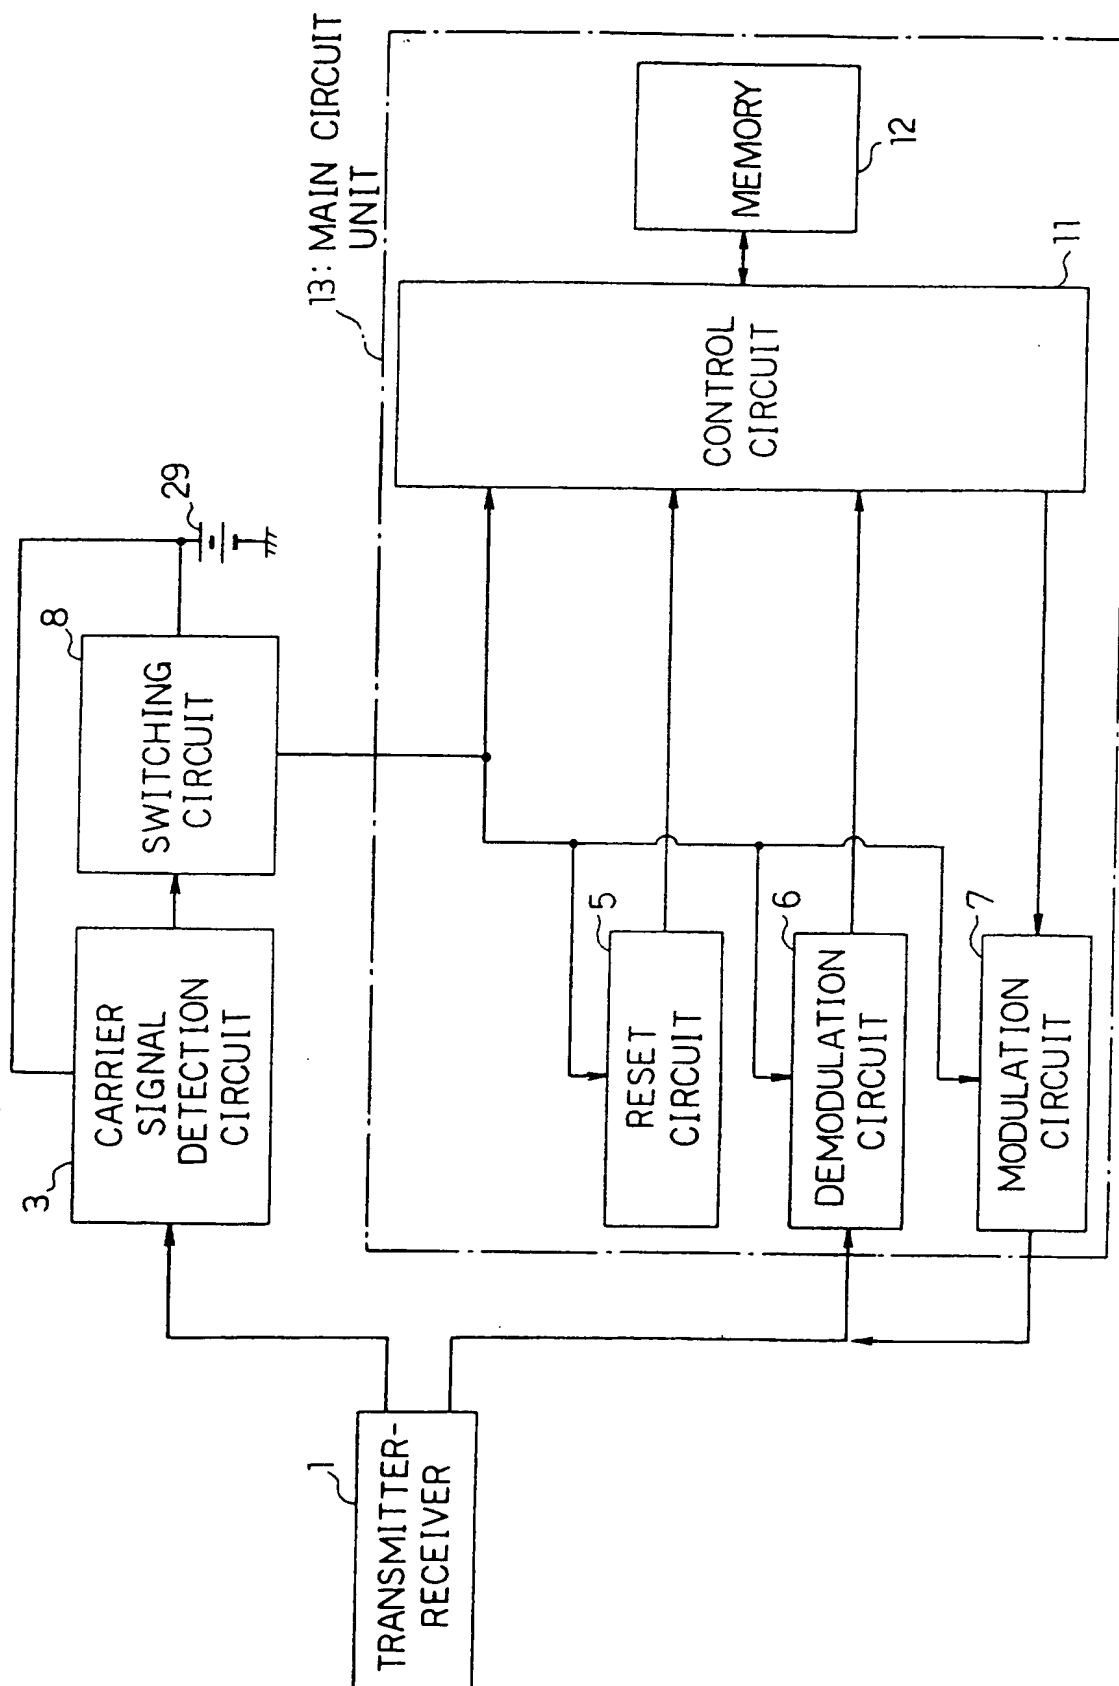 1
TRANSMITTER-
RECEIVER
3
CARRIER
SIGNAL
DETECTION
CIRCUIT
8
SWITCHING
CIRCUIT
29
13: MAIN CIRCUIT
UNIT
5
RESET
CIRCUIT
6
DEMODULATION
CIRCUIT
7
MODULATION
CIRCUIT
CONTROL
CIRCUIT
11
MEMORY
12